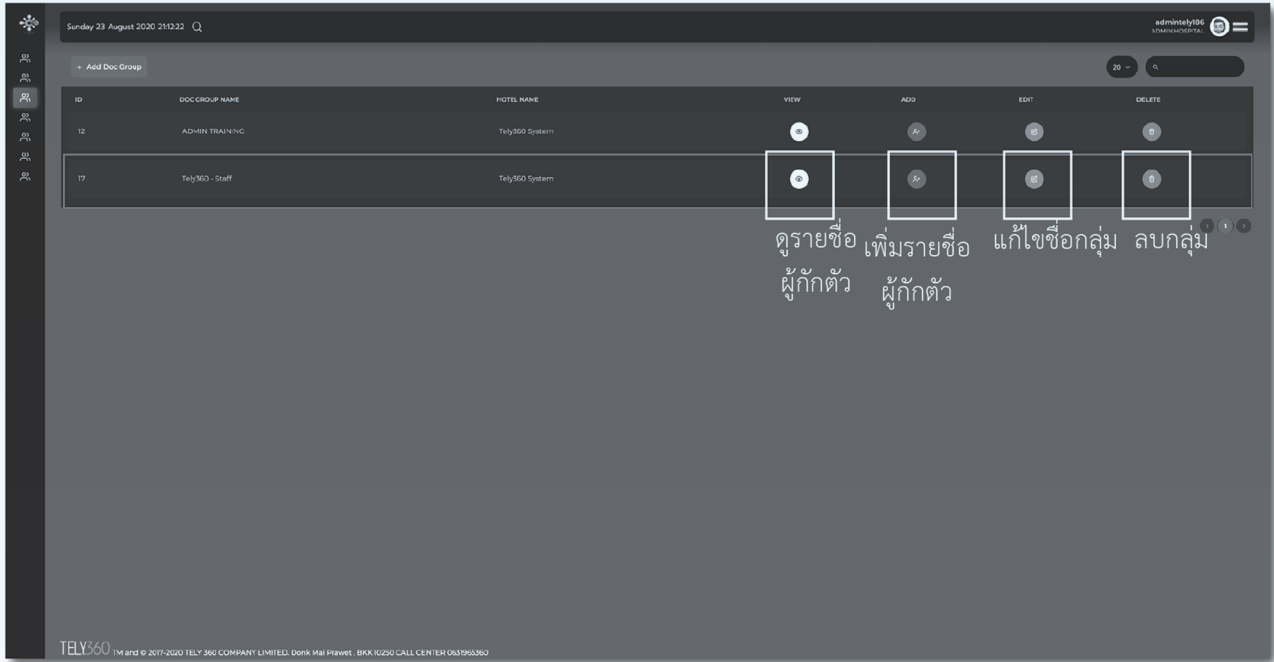 Sunday 23 August 2020 21:12:22
admintely186
ADMIN HOSPITAL
+ Add Doc Group
20
ID DOC GROUP NAME HOTEL NAME VIEW ADD EDIT DELETE
12 ADMIN TRAINING Tely360 System
17 Tely360 - Staff Tely360 System
1
ดูรายชื่อ เพิ่มรายชื่อ แก้ไขชื่อกลุ่ม ลบกลุ่ม
ผู้กักตัว ผู้กักตัว
TELY360 TM and © 2017-2020 TELY 360 COMPANY LIMITED. Donk Mai Prawet . BKK 10250 CALL CENTER 0631965360